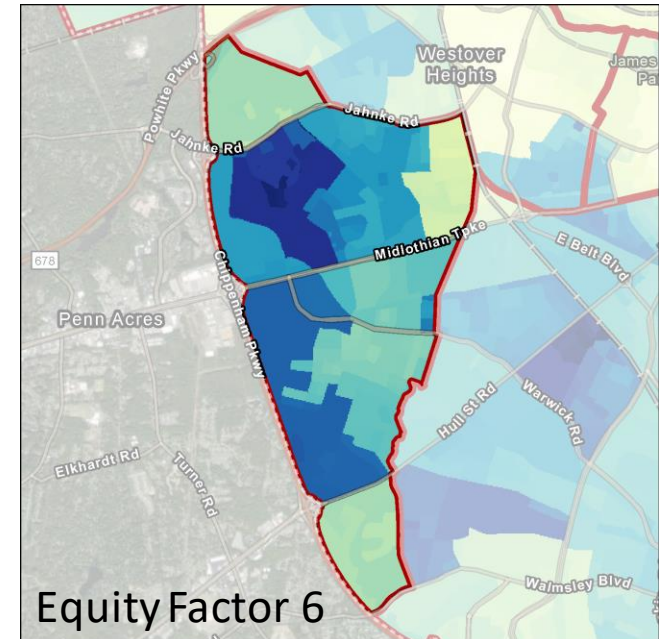 Powhite Pkwy
Westover
Heights
James
Pa
Jahnke Rd
Jahnke Rd
Midlothian Tpke
E Belt Blvd
678
Chippenham Pkwy
Penn Acres
Hull St Rd
Warwick Rd
Elkhardt Rd
Turner Rd
Walmsley Blvd
Equity Factor 6